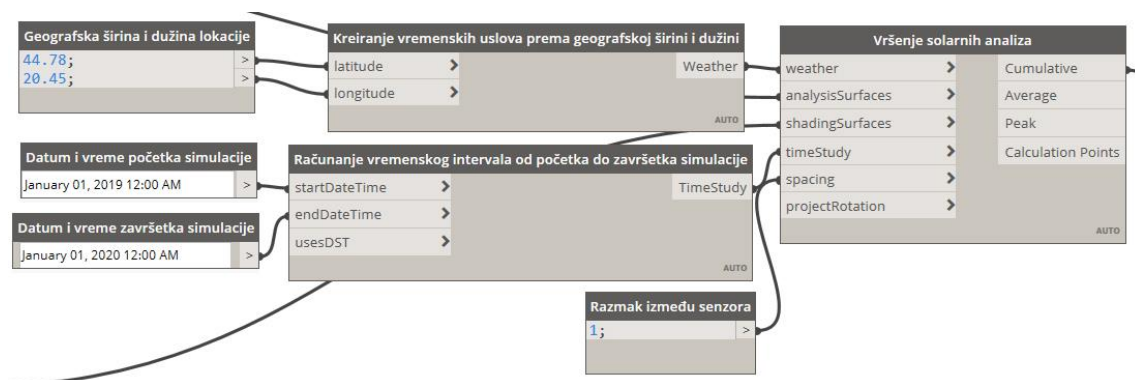 Geografska širina i dužina lokacije
44.78; >
20.45; >
Kreiranje vremenskih uslova prema geografskoj širini i dužini
latitude > Weather
longitude >
AUTO
Vršenje solarnih analiza
weather > Cumulative
analysisSurfaces > Average
shadingSurfaces > Peak
timeStudy > Calculation Points
spacing >
projectRotation >
AUTO
Datum i vreme početka simulacije
January 01, 2019 12:00 AM >
Datum i vreme završetka simulacije
January 01, 2020 12:00 AM >
Računanje vremenskog intervala od početka do završetka simulacije
startDateTime > TimeStudy
endDateTime >
usesDST >
AUTO
Razmak između senzora
1; >